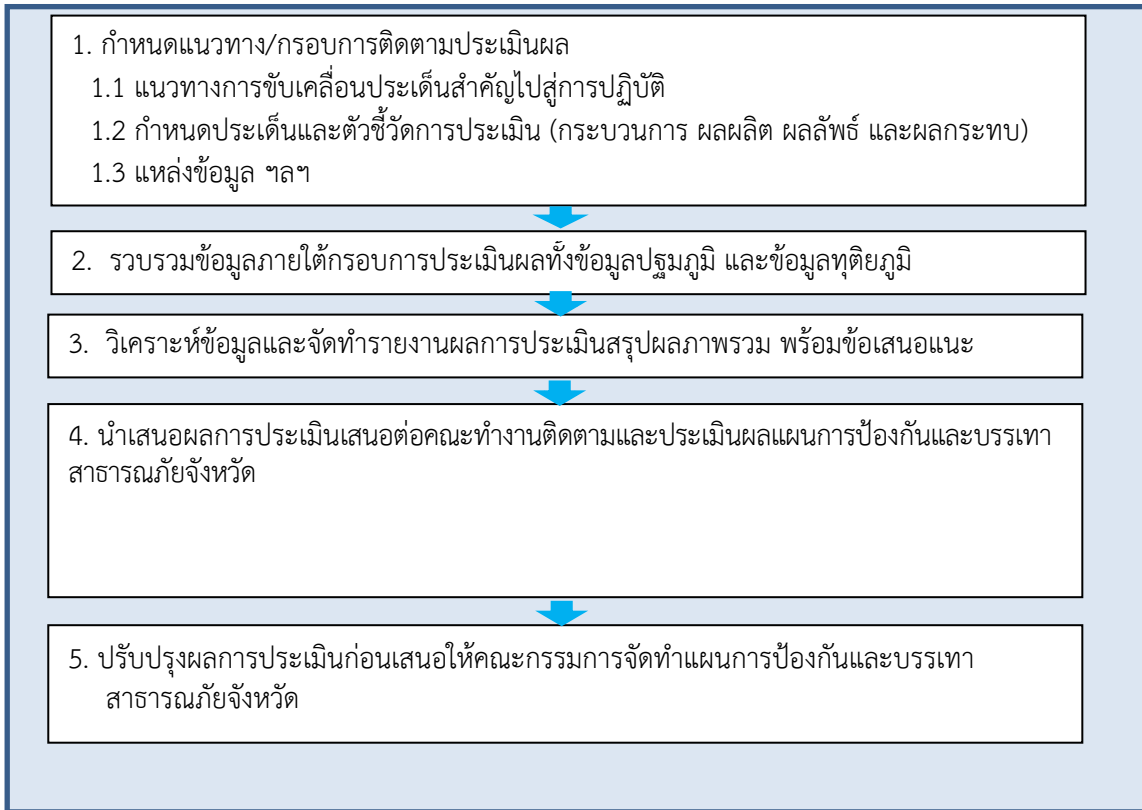 1. กำหนดแนวทาง/กรอบการติดตามประเมินผล
1.1 แนวทางการขับเคลื่อนประเด็นสำคัญไปสู่การปฏิบัติ
1.2 กำหนดประเด็นและตัวชี้วัดการประเมิน (กระบวนการ ผลผลิต ผลลัพธ์ และผลกระทบ)
1.3 แหล่งข้อมูล ฯลฯ
2. รวบรวมข้อมูลภายใต้กรอบการประเมินผลทั้งข้อมูลปฐมภูมิ และข้อมูลทุติยภูมิ
3. วิเคราะห์ข้อมูลและจัดทำรายงานผลการประเมินสรุปผลภาพรวม พร้อมข้อเสนอแนะ
4. นำเสนอผลการประเมินเสนอต่อคณะทำงานติดตามและประเมินผลแผนการป้องกันและบรรเทา
สาธารณภัยจังหวัด
5. ปรับปรุงผลการประเมินก่อนเสนอให้คณะกรรมการจัดทำแผนการป้องกันและบรรเทา
สาธารณภัยจังหวัด